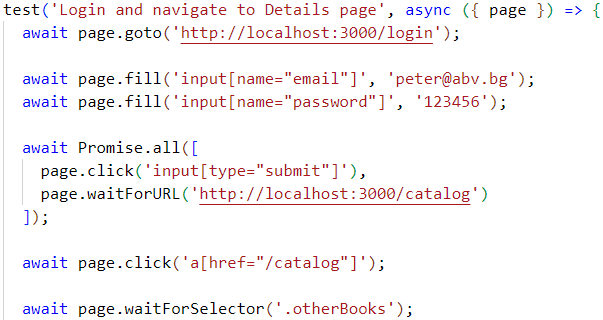 test('Login and navigate to Details page', async ({ page }) => {
await page.goto('http://localhost:3000/login');
await page.fill('input[name="email"]', 'peter@abv.bg');
await page.fill('input[name="password"]', '123456');
await Promise.all([
page.click('input[type="submit"]'),
page.waitForURL('http://localhost:3000/catalog')
]);
await page.click('a[href="/catalog"]');
await page.waitForSelector('.otherBooks');